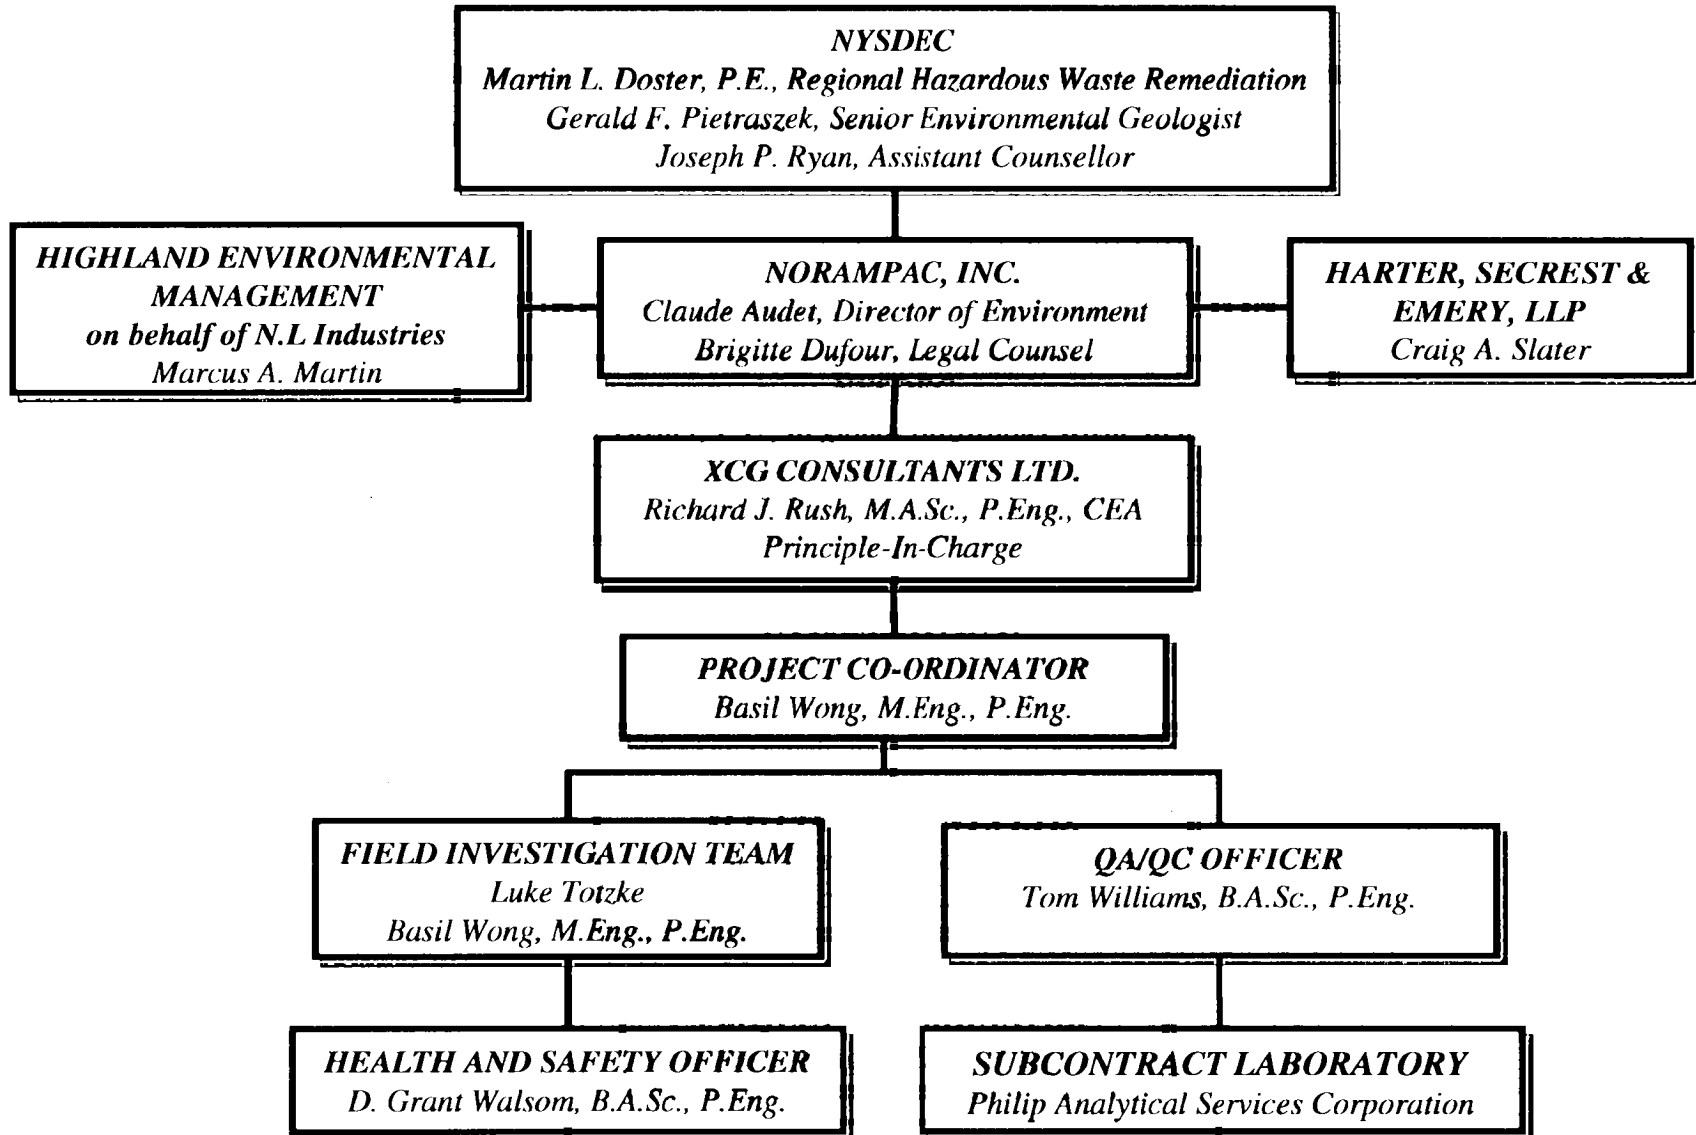 NYSDEC
Martin L. Doster, P.E., Regional Hazardous Waste Remediation
Gerald F. Pietraszek, Senior Environmental Geologist
Joseph P. Ryan, Assistant Counsellor
HIGHLAND ENVIRONMENTAL
MANAGEMENT
on behalf of N.L Industries
Marcus A. Martin
NORAMPAC, INC.
Claude Audet, Director of Environment
Brigitte Dufour, Legal Counsel
HARTER, SECREST &
EMERY, LLP
Craig A. Slater
XCG CONSULTANTS LTD.
Richard J. Rush, M.A.Sc., P.Eng., CEA
Principle-In-Charge
PROJECT CO-ORDINATOR
Basil Wong, M.Eng., P.Eng.
FIELD INVESTIGATION TEAM
Luke Totzke
Basil Wong, M.Eng., P.Eng.
QA/QC OFFICER
Tom Williams, B.A.Sc., P.Eng.
HEALTH AND SAFETY OFFICER
D. Grant Walsom, B.A.Sc., P.Eng.
SUBCONTRACT LABORATORY
Philip Analytical Services Corporation